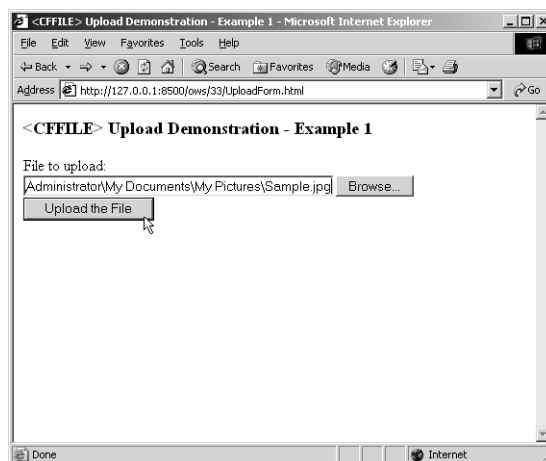 <CFFILE> Upload Demonstration - Example 1 - Microsoft Internet Explorer
File Edit View Favorites Tools Help
Back Search Favorites Media
Address http://127.0.0.1:8500/ows/33/UploadForm.html Go
<CFFILE> Upload Demonstration - Example 1
File to upload:
Administrator\My Documents\My Pictures\Sample.jpg Browse...
Upload the File
Done Internet